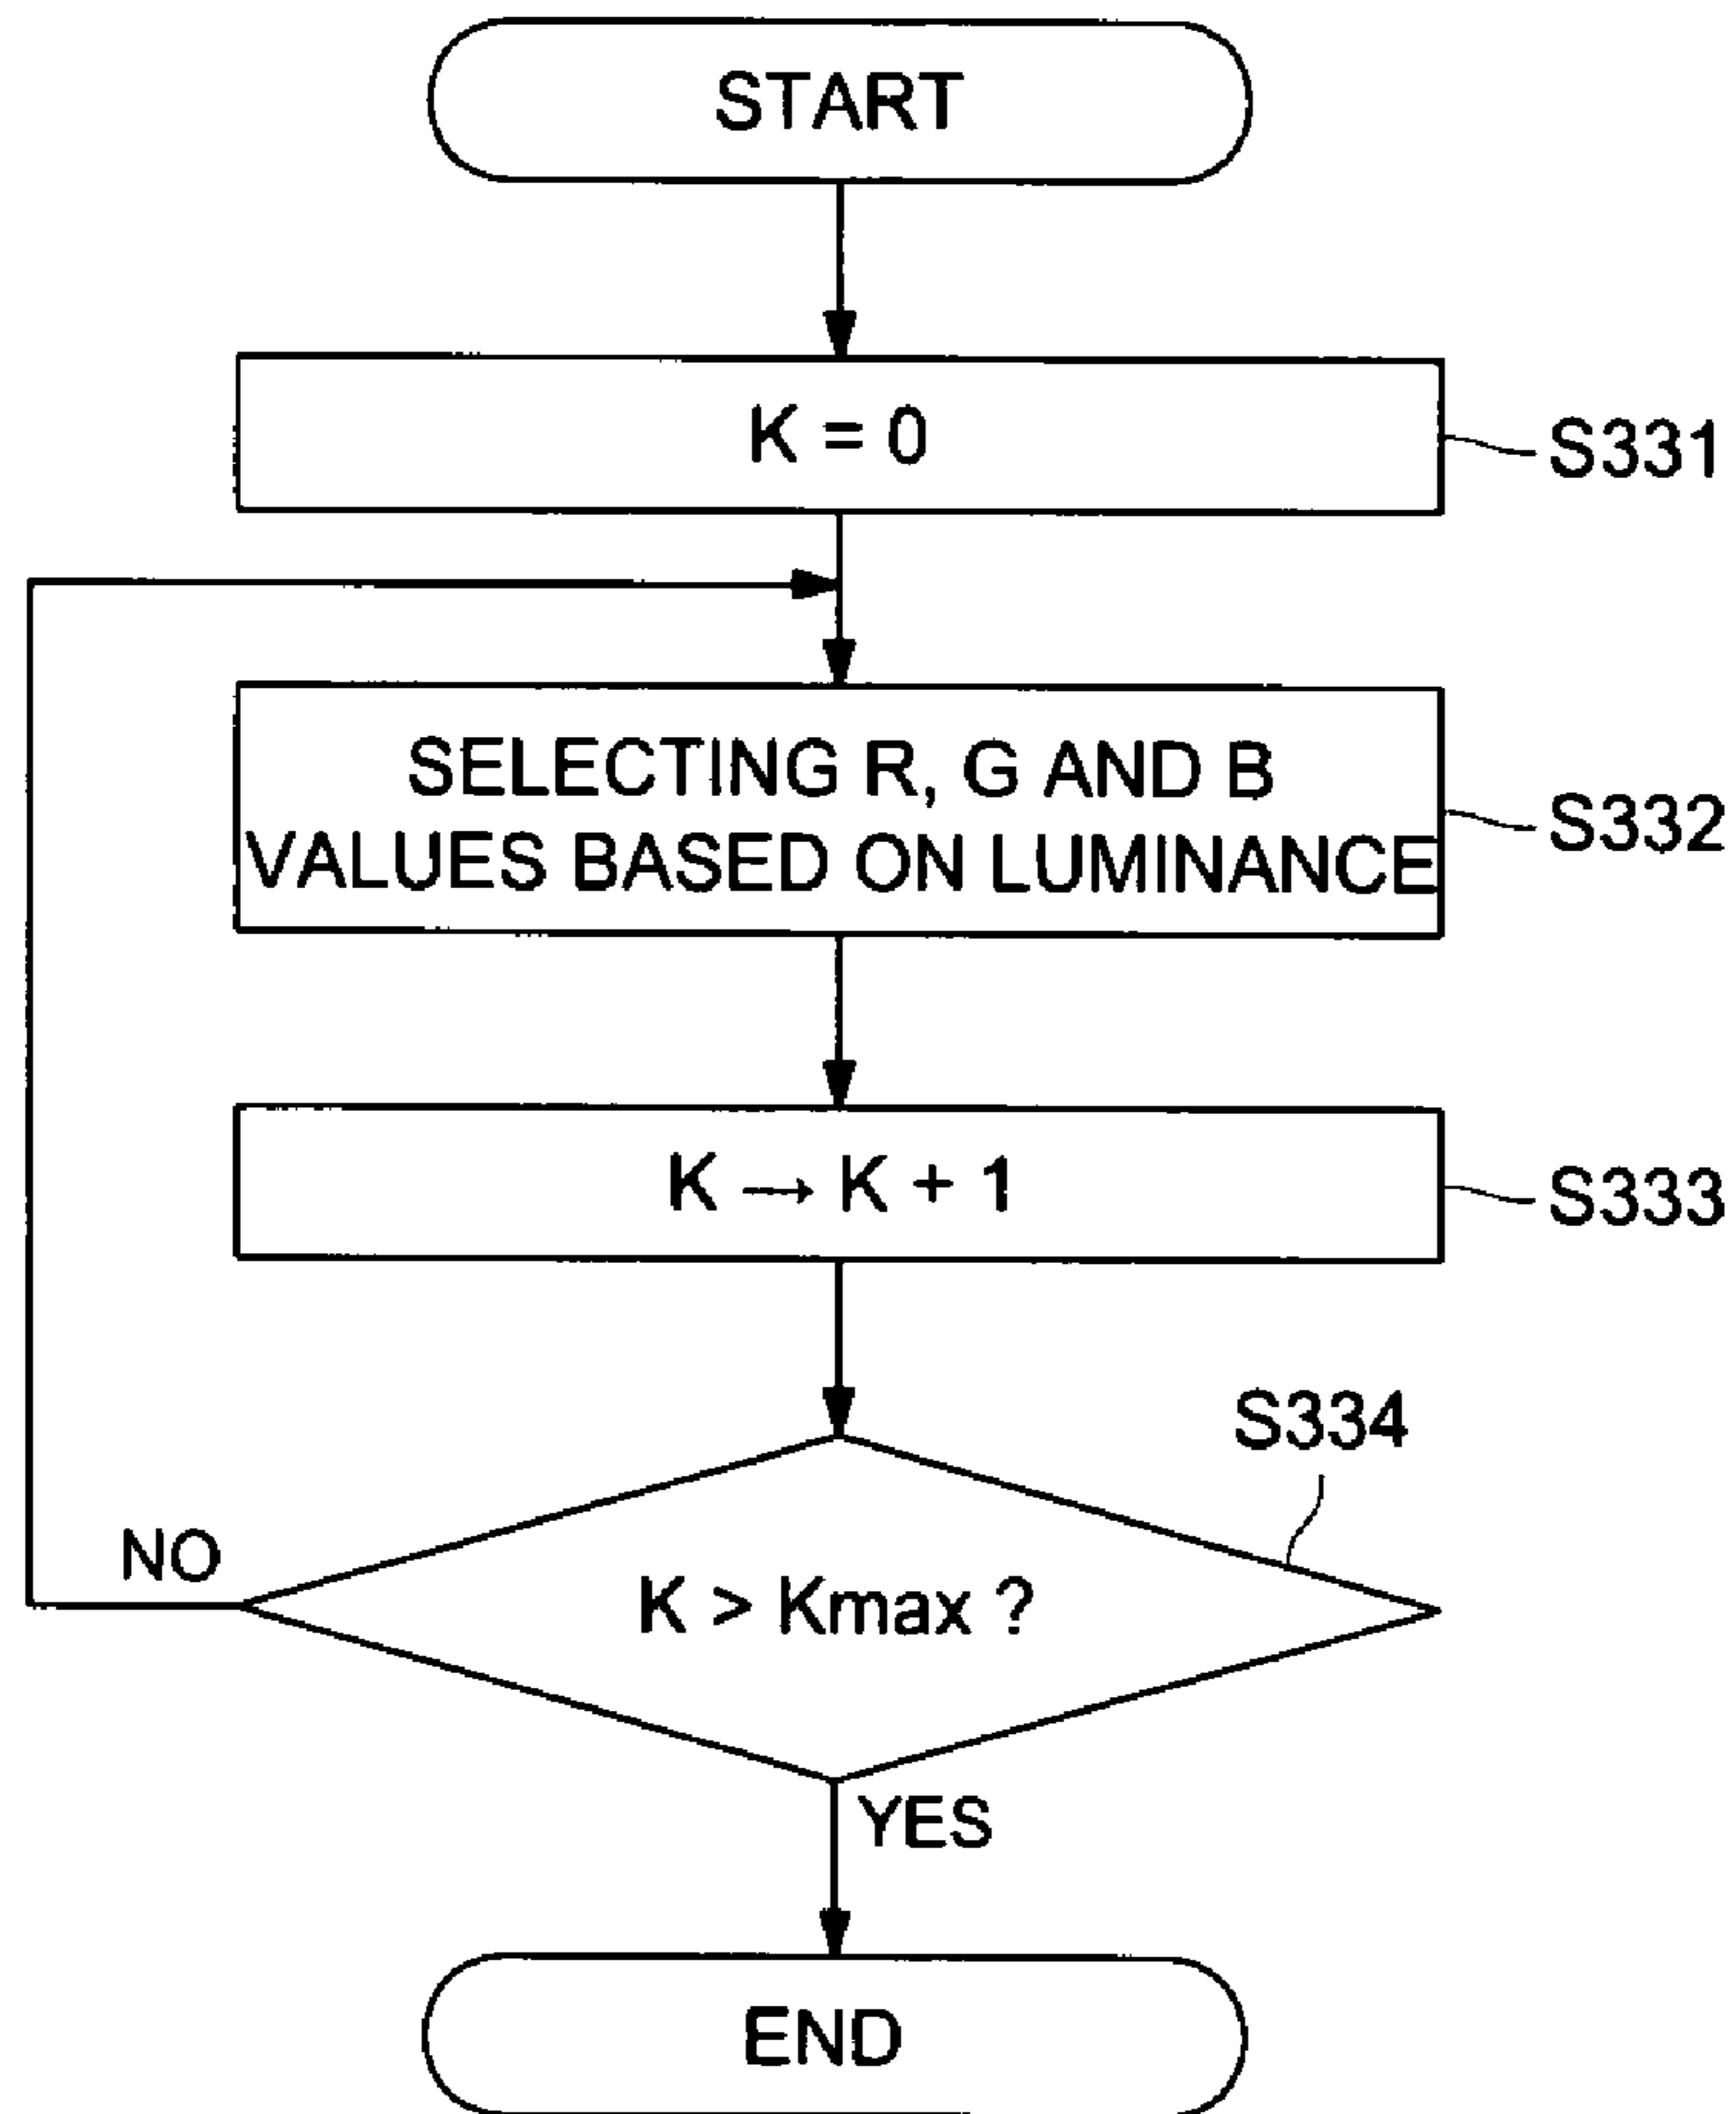 START
K = 0
S331
SELECTING R, G AND B
VALUES BASED ON LUMINANCE
S332
K → K + 1
S333
S334
K > Kmax ?
NO
YES
END